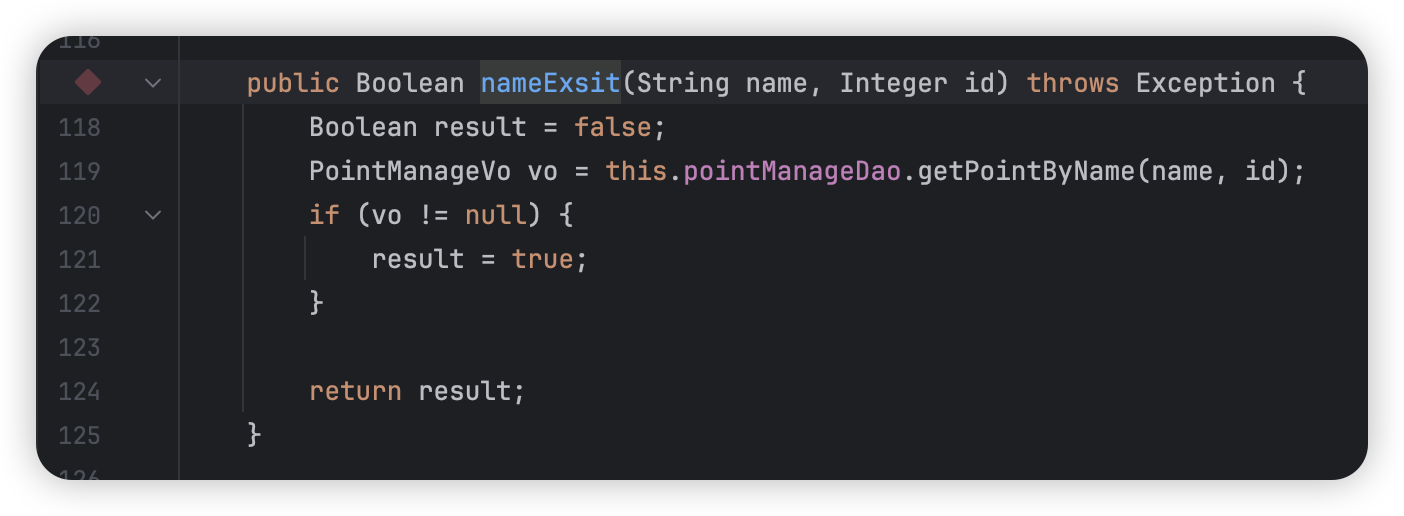 116
public Boolean nameExsit(String name, Integer id) throws Exception {
118 Boolean result = false;
119 PointManageVo vo = this.pointManageDao.getPointByName(name, id);
120 if (vo != null) {
121 result = true;
122 }
123
124 return result;
125 }
126